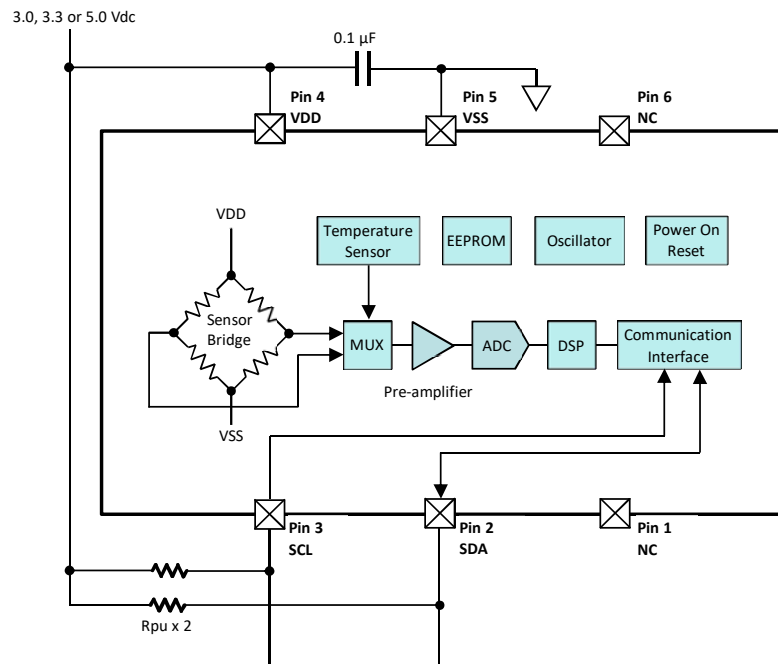 3.0, 3.3 or 5.0 Vdc
0.1 µF
Pin 4
VDD
Pin 5
VSS
Pin 6
NC
VDD
Temperature
Sensor
EEPROM
Oscillator
Power On
Reset
Sensor
Bridge
MUX
ADC
DSP
Communication
Interface
Pre-amplifier
VSS
Pin 3
SCL
Pin 2
SDA
Pin 1
NC
Rpu x 2